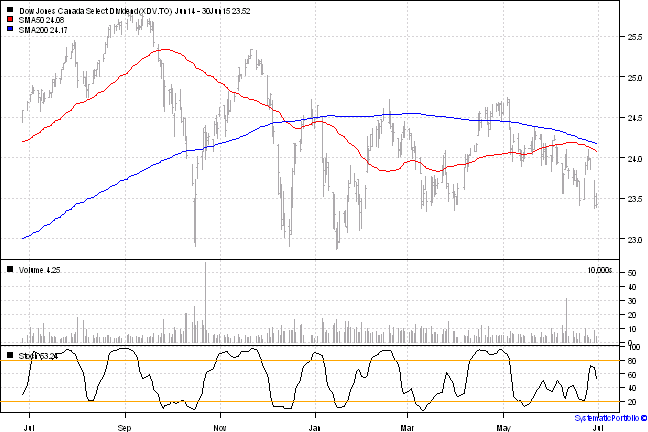 Dow Jones Canada Select Dividend(XDV.TO) Jun14 - 30Jun15 23.52
SMA50 24.08
SMA200 24.17
25.5
25.0
24.5
24.0
23.5
23.0
Volume 4.25
10,000s
50
40
30
20
10
0
Stoch 53.24
100
80
60
40
20
Jul Sep Nov Jan Mar May Jul
SystematicPortfolio ©